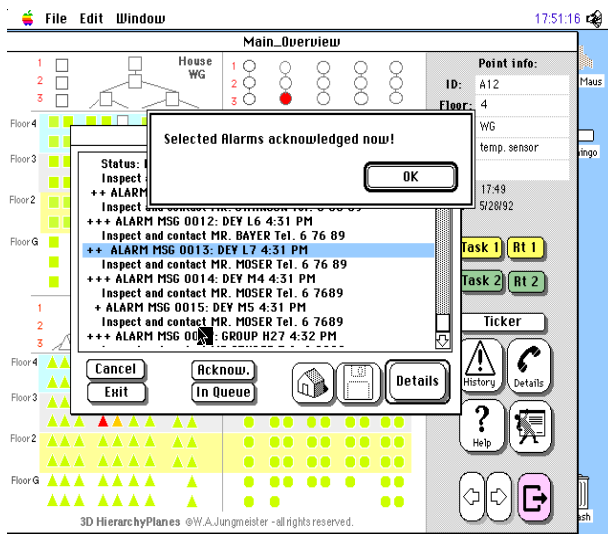 File Edit Window
17:51:16
Main_Overview
1
2
3
House
WG
1
2
3
Point info:
ID: A12
Floor: 4
WG
temp. sensor
17:49
5/28/92
Maus
Floor 4
Floor 3
Floor 2
Floor G
Selected Alarms acknowledged now!
OK
Status:
Inspect
++ ALARM
Inspect and contact MR.
+++ ALARM MSG 0012: DEV L6 4:31 PM
Inspect and contact MR. BAYER Tel. 6 76 89
++ ALARM MSG 0013: DEV L7 4:31 PM
Inspect and contact MR. MOSER Tel. 6 76 89
+++ ALARM MSG 0014: DEV M4 4:31 PM
Inspect and contact MR. MOSER Tel. 6 7689
+ ALARM MSG 0015: DEV M5 4:31 PM
Inspect and contact MR. MOSER Tel. 6 7689
+++ ALARM MSG : GROUP H27 4:32 PM
Cancel
Acknow.
Exit
In Queue
Details
Task 1
Rt 1
Task 2
Rt 2
Ticker
History
Details
Help
1
2
3
Floor 4
Floor 3
Floor 2
Floor G
3D HierarchyPlanes ©W.A.Jungmeister -all rights reserved.